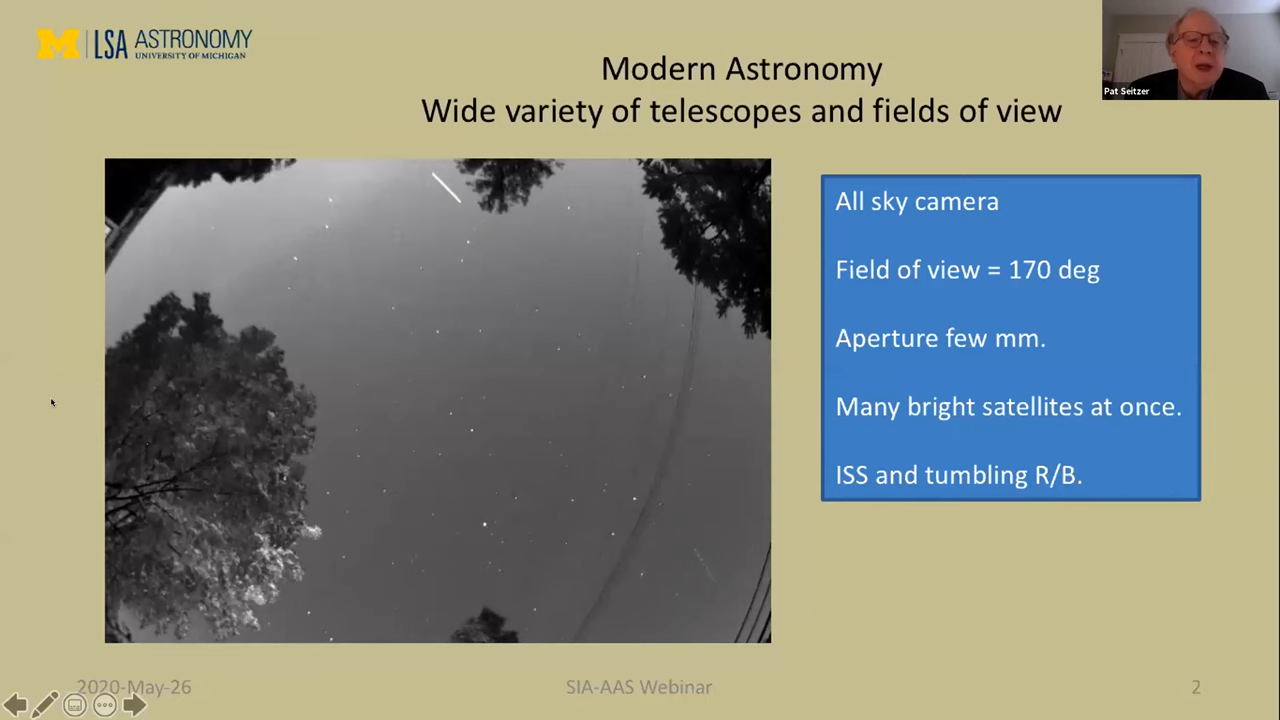 M | LSA ASTRONOMY
UNIVERSITY OF MICHIGAN
Pat Seitzer
Modern Astronomy
Wide variety of telescopes and fields of view
All sky camera
Field of view = 170 deg
Aperture few mm.
Many bright satellites at once.
ISS and tumbling R/B.
2020-May-26
SIA-AAS Webinar
2